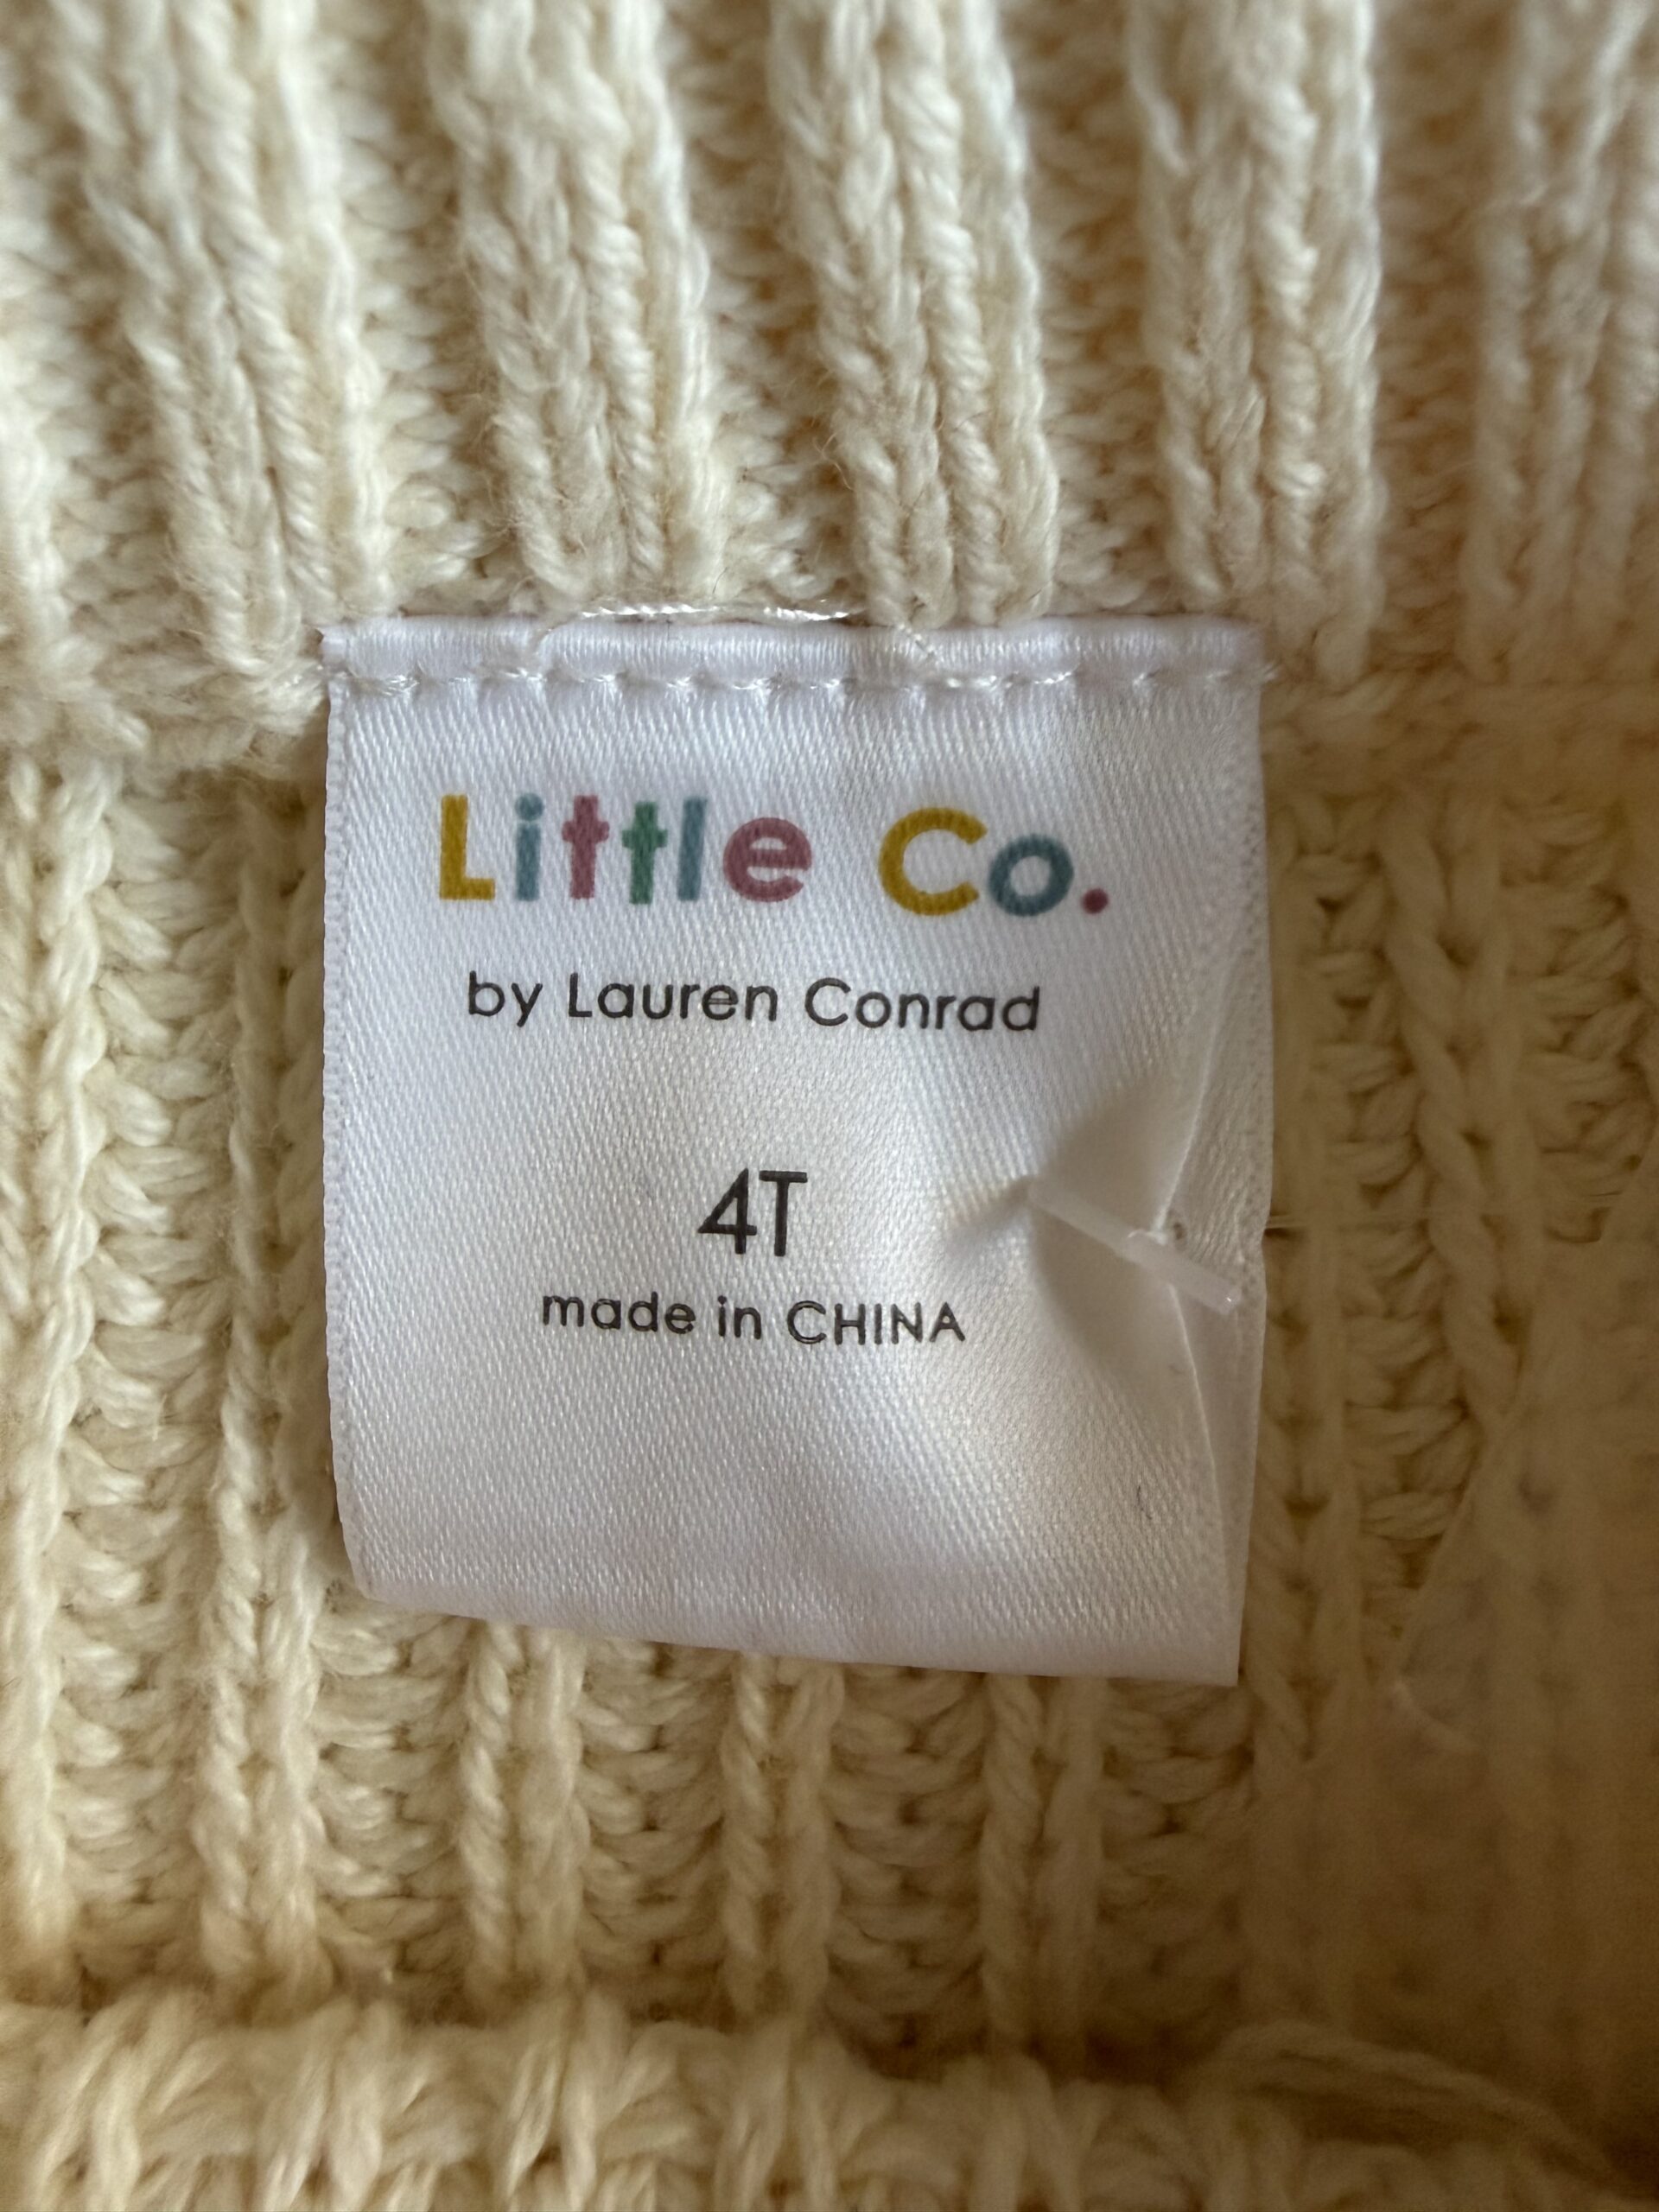 Little Co.
by Lauren Conrad
4T
made in CHINA